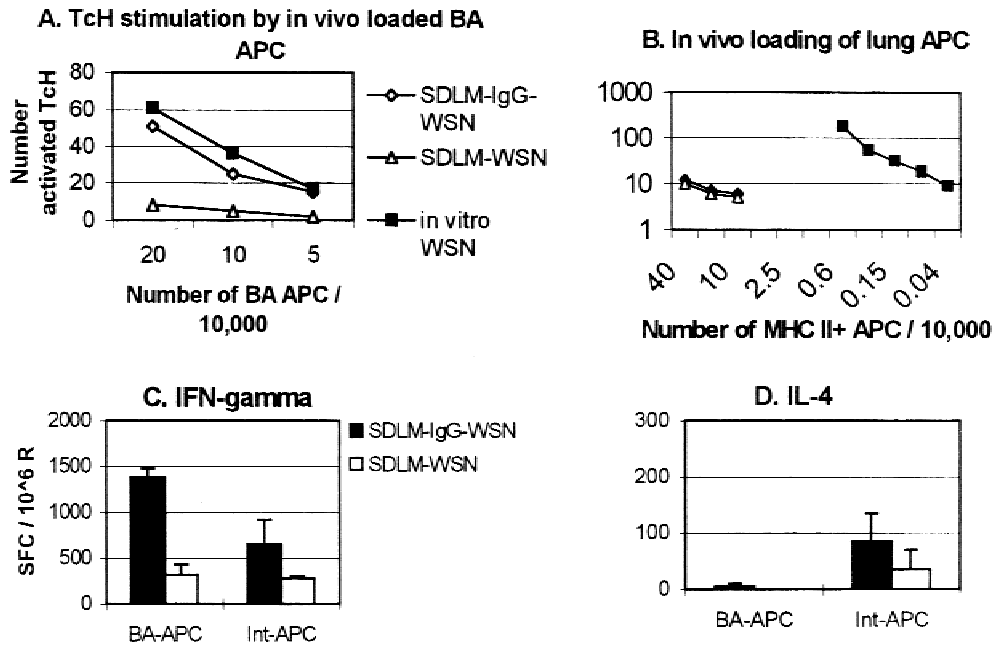 A. TcH stimulation by in vivo loaded BA
APC
Number
activated TcH
80
60
40
20
0
20 10 5
Number of BA APC /
10,000
SDLM-IgG-
WSN
SDLM-WSN
in vitro
WSN
B. In vivo loading of lung APC
1000
100
10
1
40 10 2.5 0.6 0.15 0.04
Number of MHC II+ APC / 10,000
C. IFN-gamma
SFC / 10^6 R
2000
1500
1000
500
0
BA-APC Int-APC
SDLM-IgG-WSN
SDLM-WSN
D. IL-4
300
200
100
0
BA-APC Int-APC